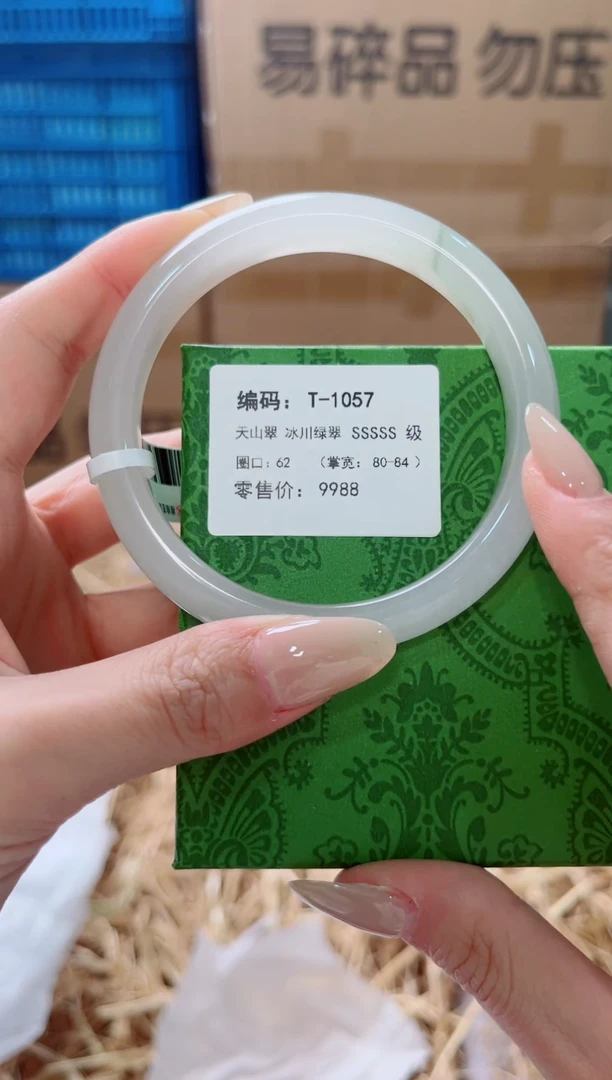 易碎品 勿压
编码：T-1057
天山翠 冰川绿翠 SSSSS 级
圈口：62 （掌宽：80-84 ）
零售价：9988